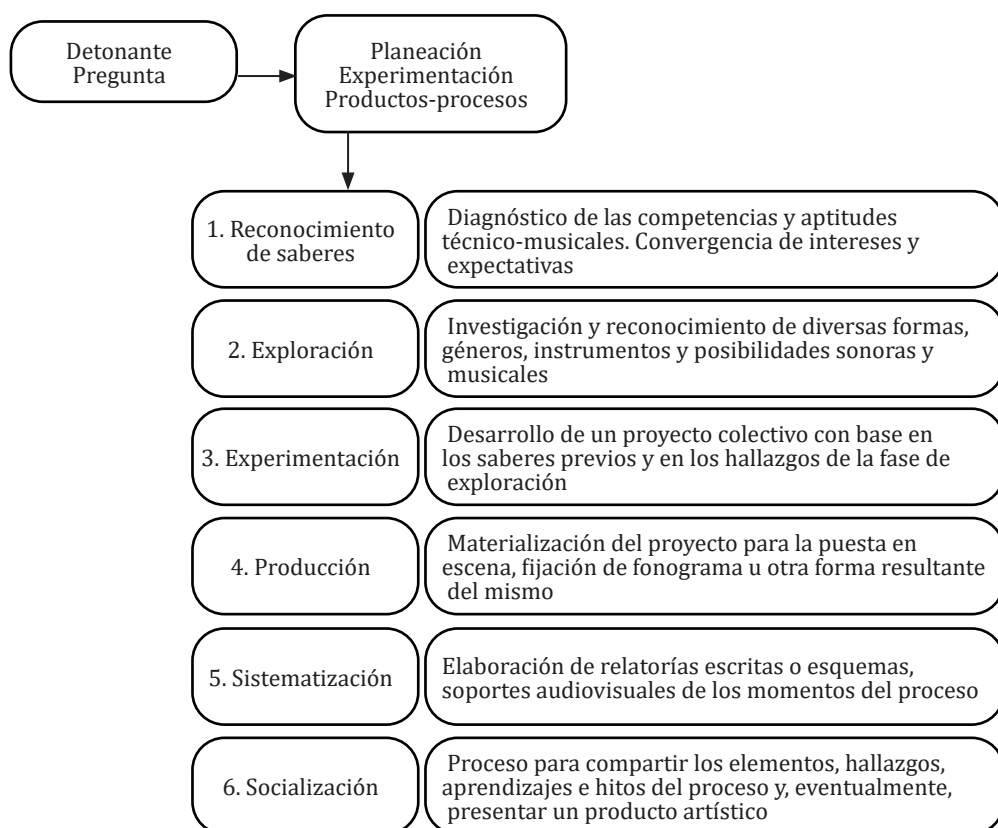 Detonante
Pregunta
Planeación
Experimentación
Productos-procesos
1. Reconocimiento
de saberes
Diagnóstico de las competencias y aptitudes
técnico-musicales. Convergencia de intereses y
expectativas
2. Exploración
Investigación y reconocimiento de diversas formas,
géneros, instrumentos y posibilidades sonoras y
musicales
3. Experimentación
Desarrollo de un proyecto colectivo con base en
los saberes previos y en los hallazgos de la fase de
exploración
4. Producción
Materialización del proyecto para la puesta en
escena, fijación de fonograma u otra forma resultante
del mismo
5. Sistematización
Elaboración de relatorías escritas o esquemas,
soportes audiovisuales de los momentos del proceso
6. Socialización
Proceso para compartir los elementos, hallazgos,
aprendizajes e hitos del proceso y, eventualmente,
presentar un producto artístico